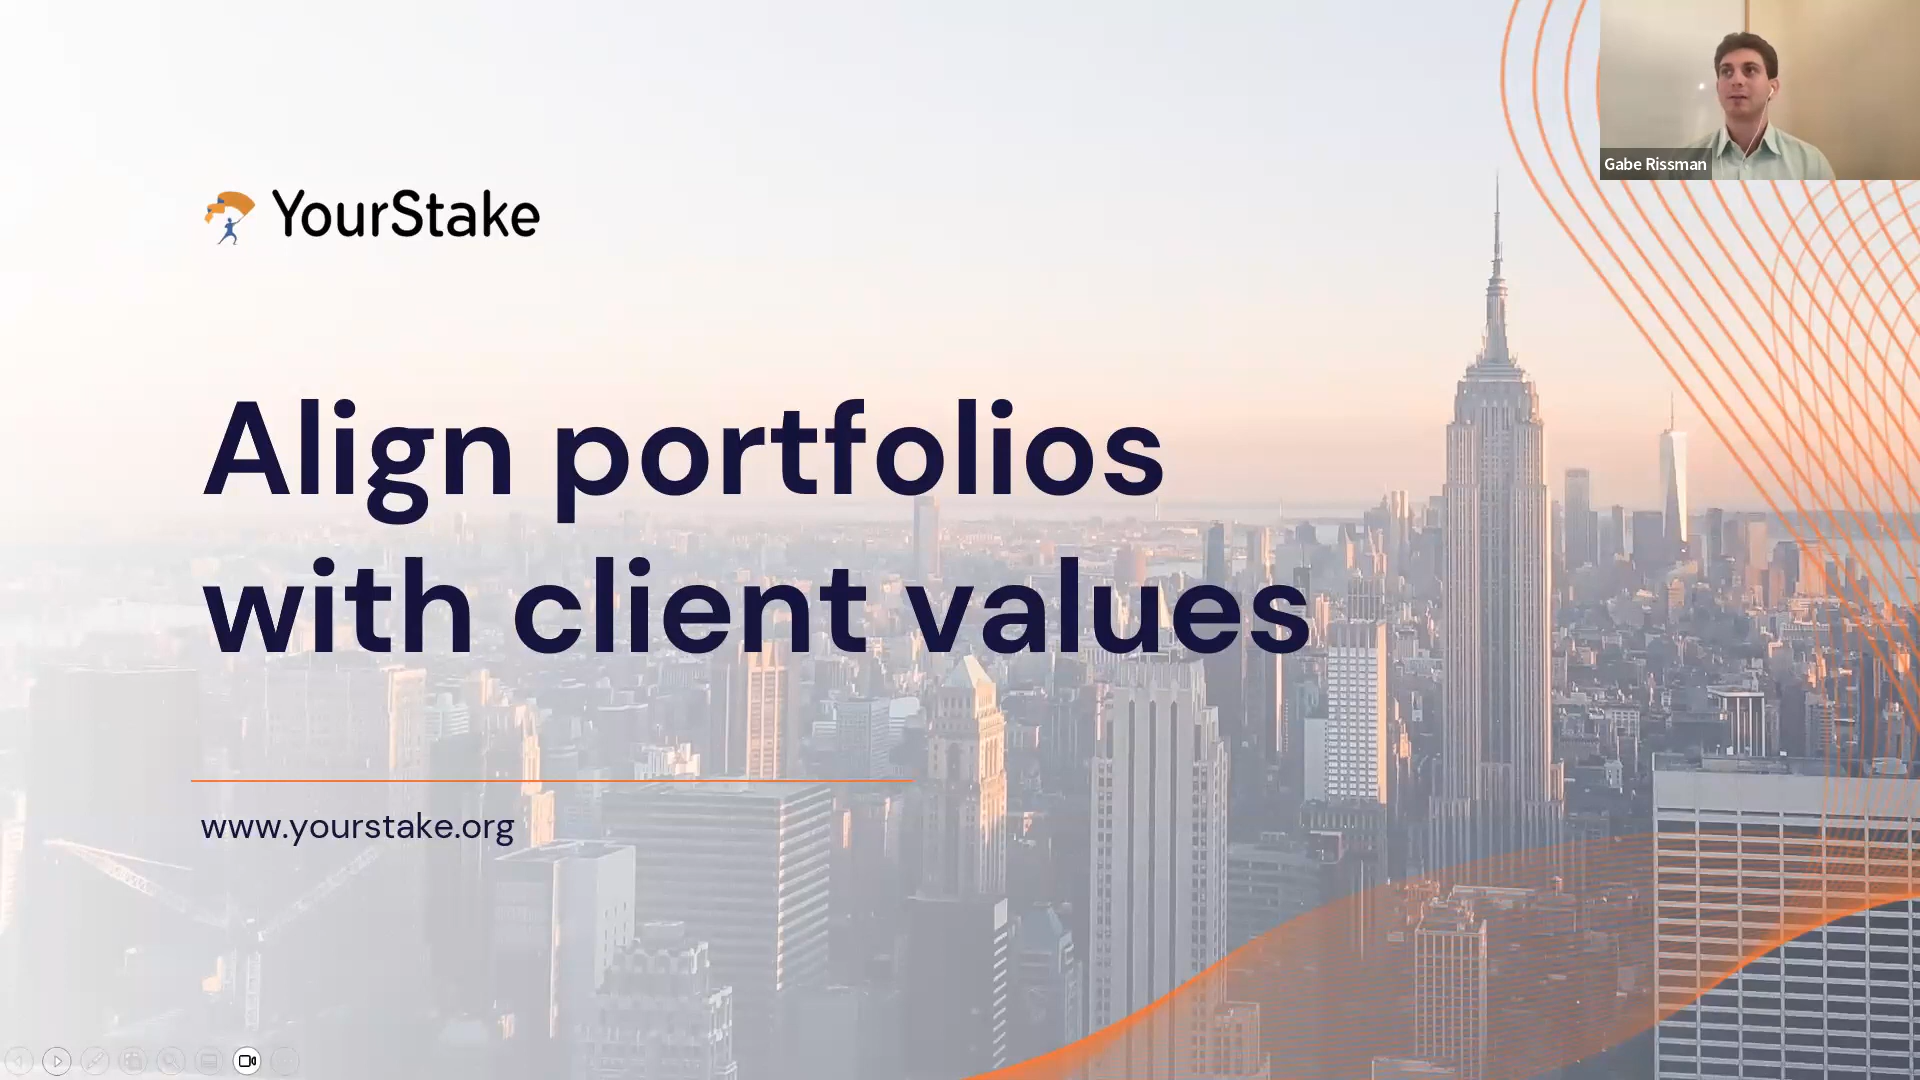 Gabe Rissman
YourStake
Align portfolios
with client values
www.yourstake.org